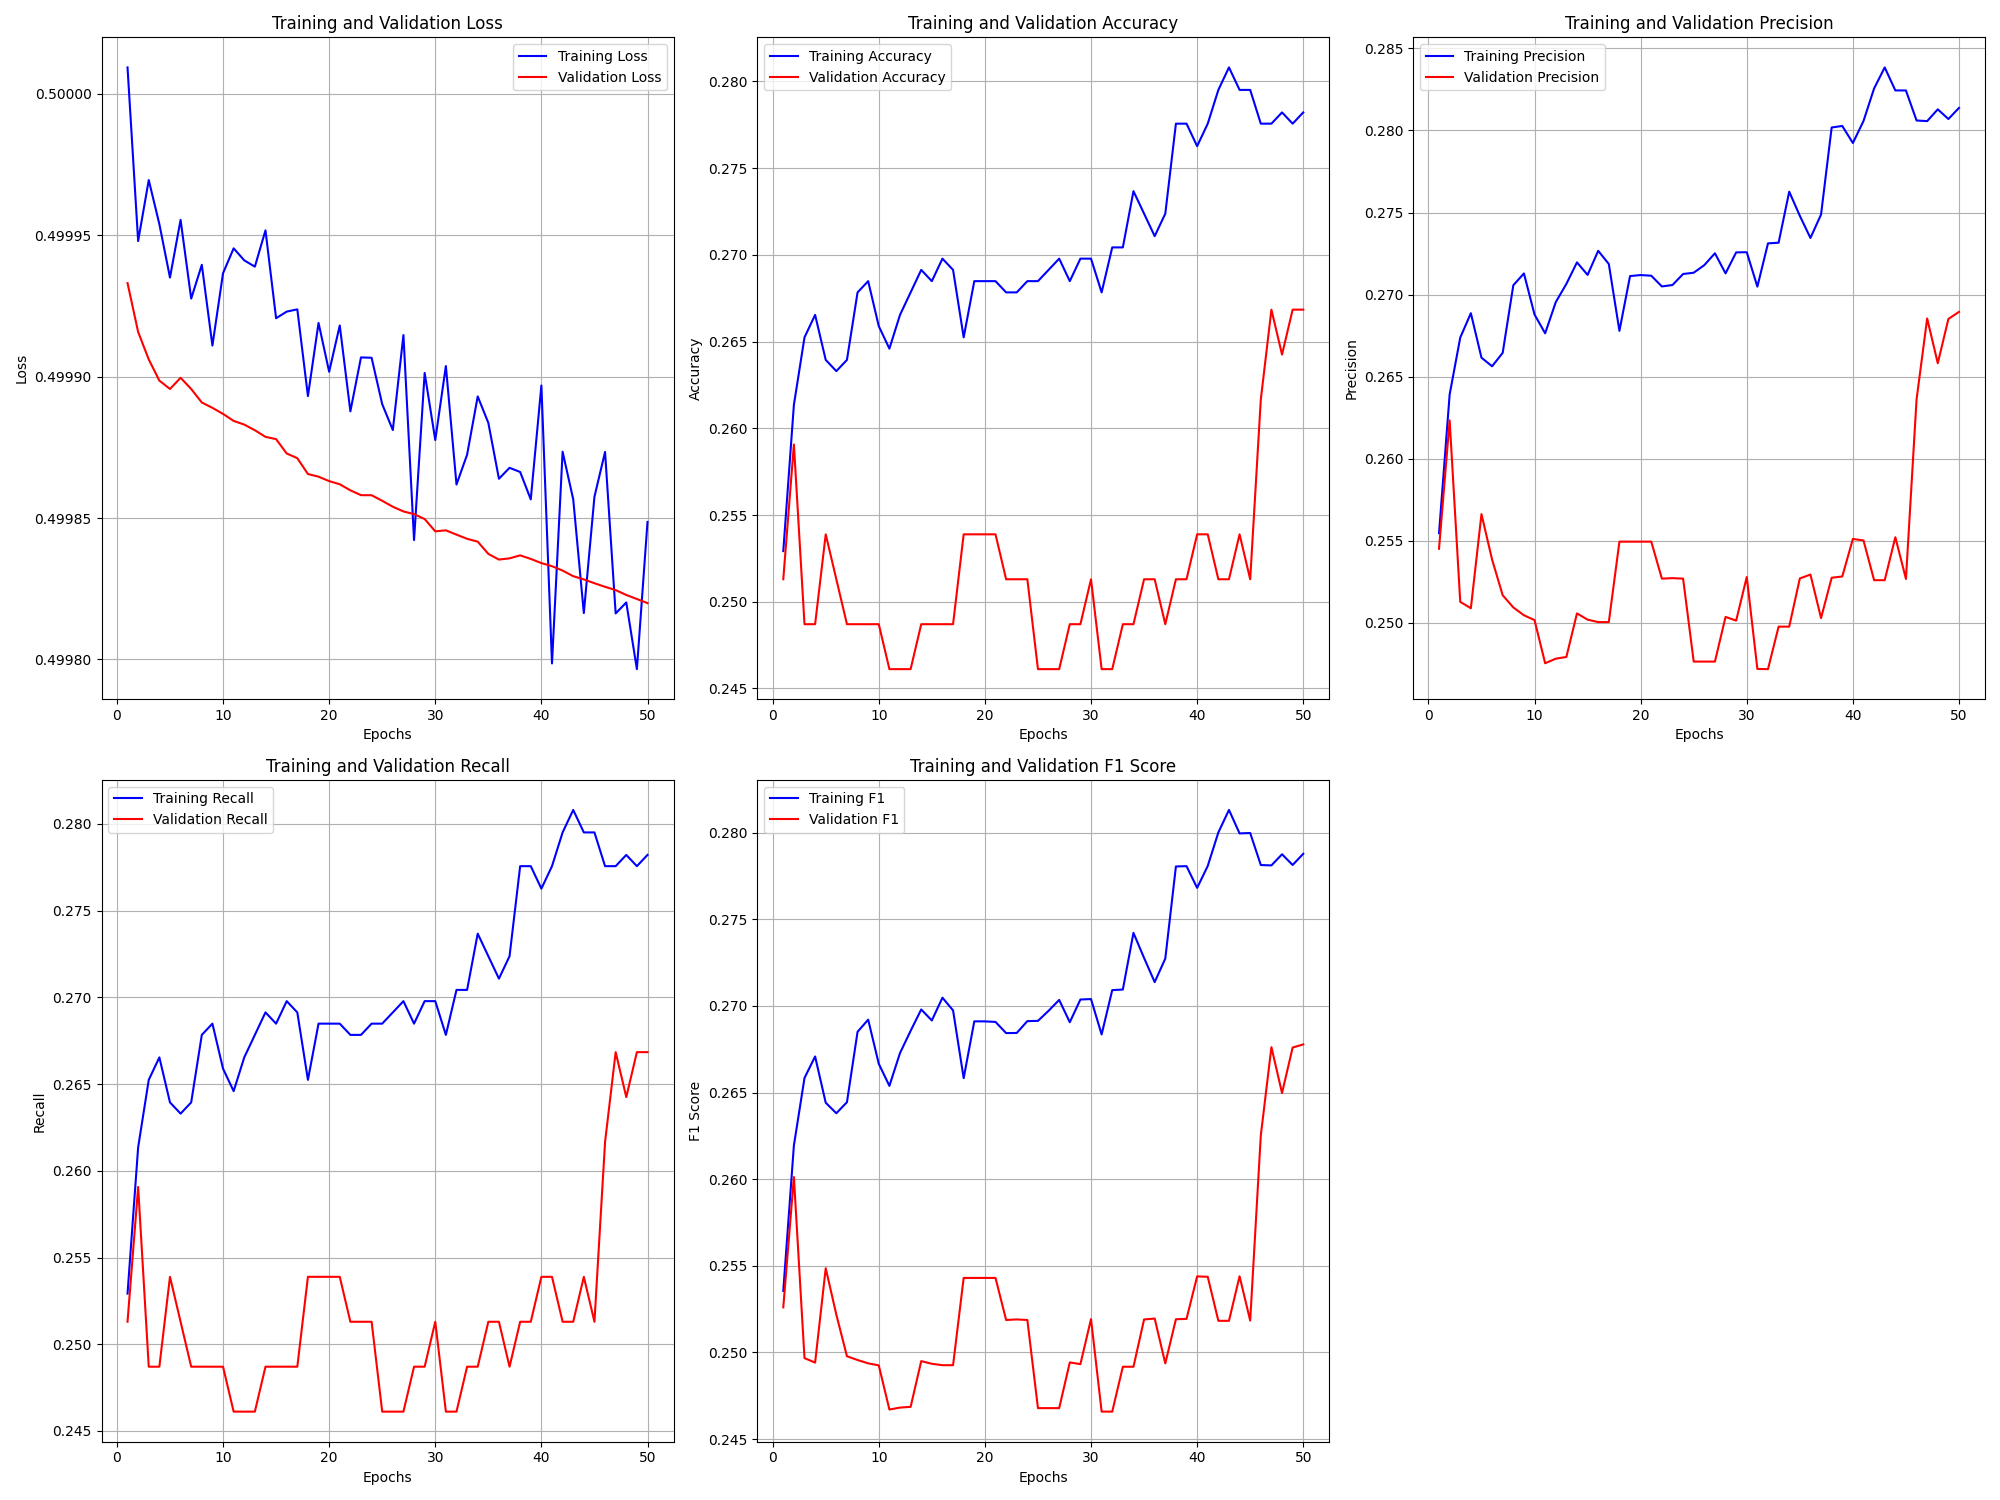 Training and Validation Loss
Training Loss
Validation Loss
0.50000
0.49995
0.49990
0.49985
0.49980
Loss
0 10 20 30 40 50
Epochs
Training and Validation Accuracy
Training Accuracy
Validation Accuracy
0.280
0.275
0.270
0.265
0.260
0.255
0.250
0.245
Accuracy
0 10 20 30 40 50
Epochs
Training and Validation Precision
Training Precision
Validation Precision
0.285
0.280
0.275
0.270
0.265
0.260
0.255
0.250
Precision
0 10 20 30 40 50
Epochs
Training and Validation Recall
Training Recall
Validation Recall
0.280
0.275
0.270
0.265
0.260
0.255
0.250
0.245
Recall
0 10 20 30 40 50
Epochs
Training and Validation F1 Score
Training F1
Validation F1
0.280
0.275
0.270
0.265
0.260
0.255
0.250
0.245
F1 Score
0 10 20 30 40 50
Epochs